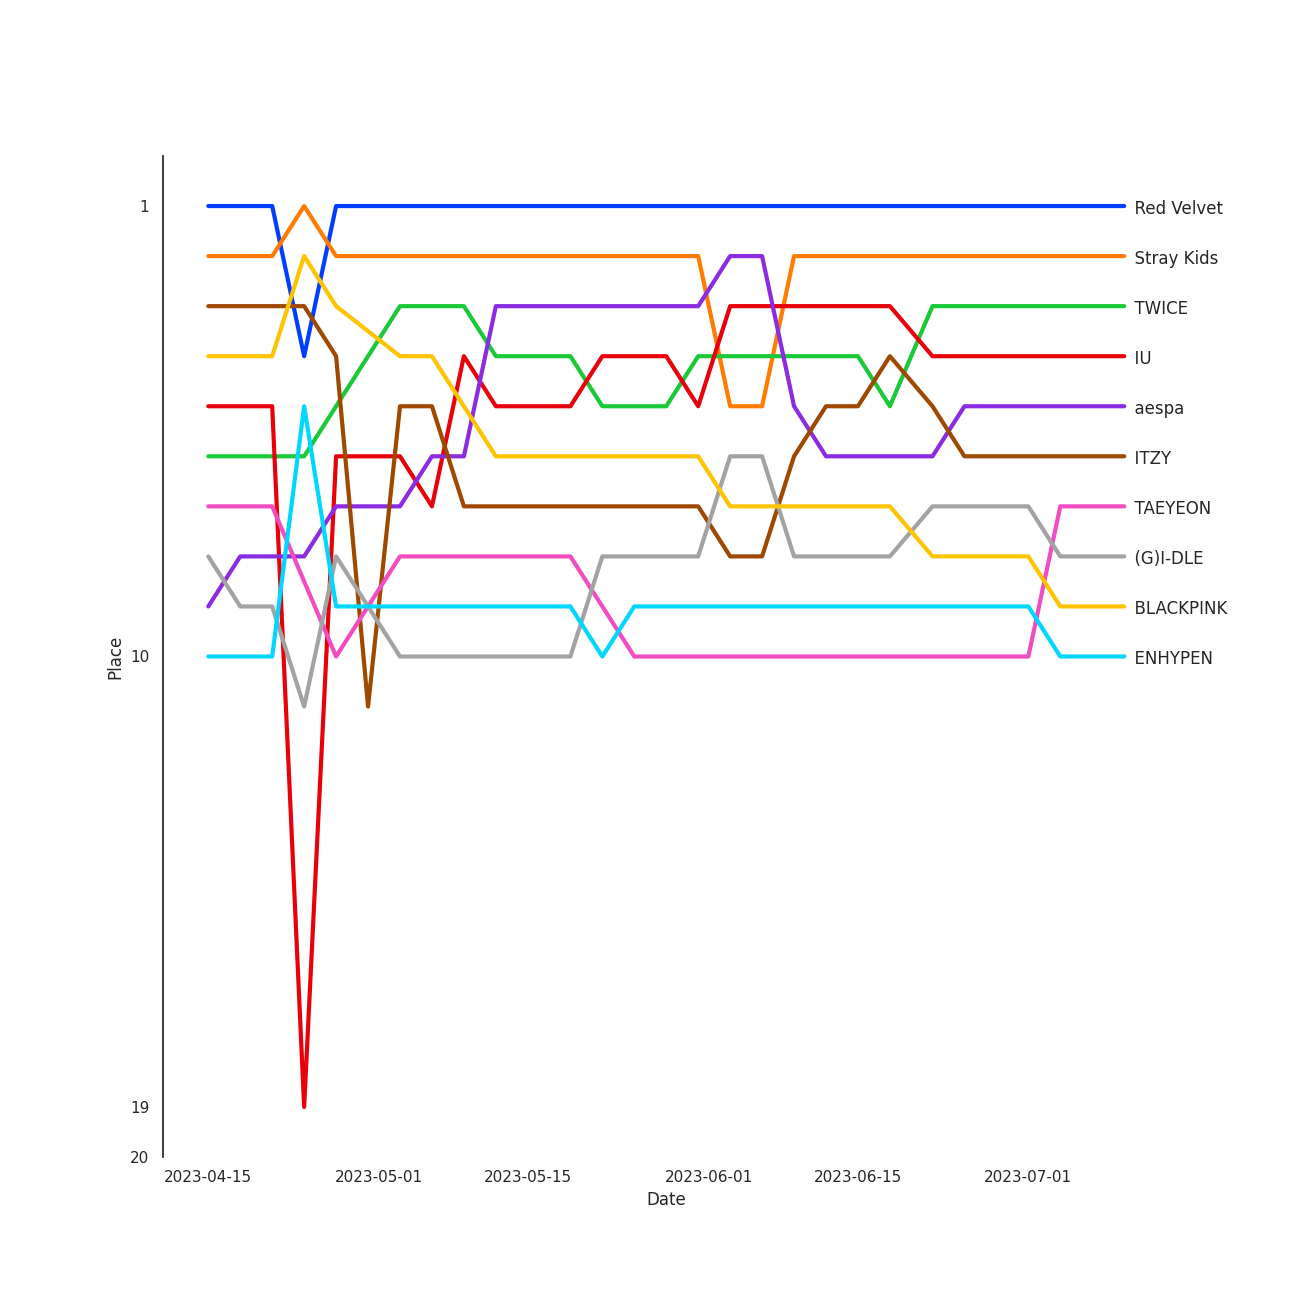 1
Red Velvet
Stray Kids
TWICE
IU
aespa
ITZY
TAEYEON
(G)I-DLE
BLACKPINK
10
ENHYPEN
Place
19
20
2023-04-15 2023-05-01 2023-05-15 2023-06-01 2023-06-15 2023-07-01
Date